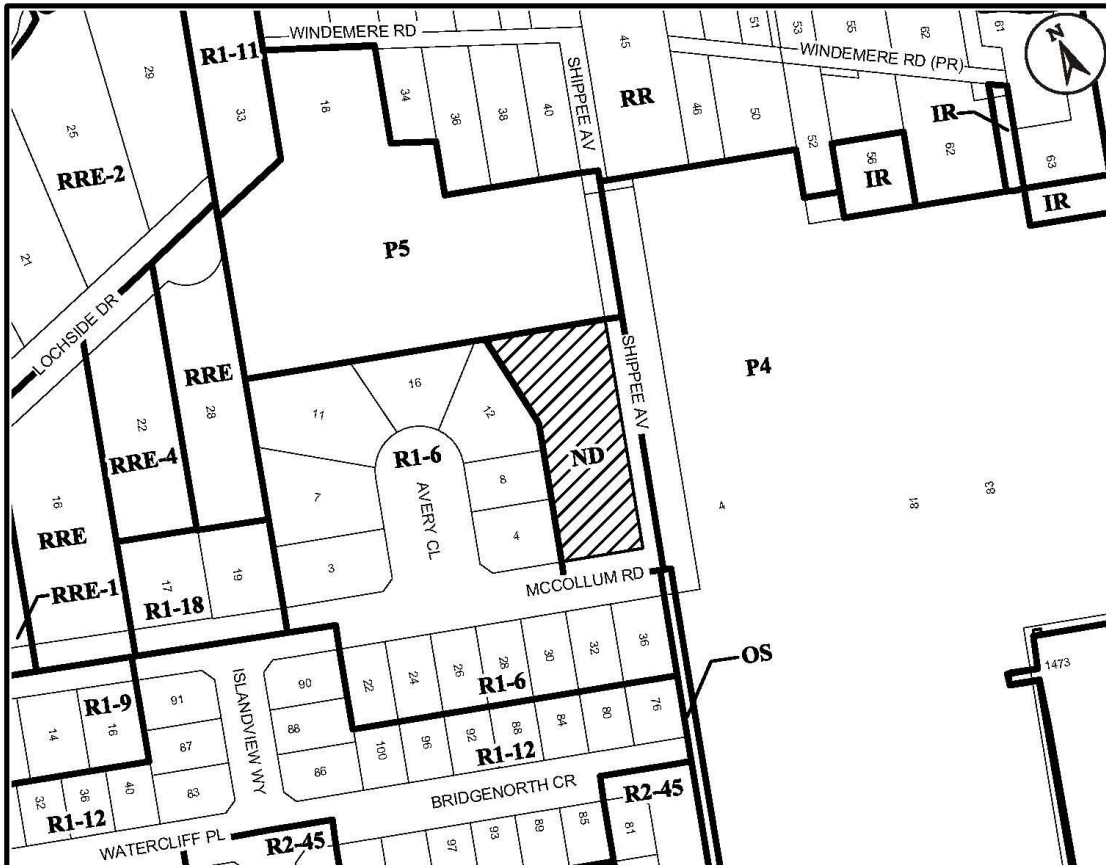 WINDEMERE RD
R1-11
29
33
18
34
36
38
40
SHIPPEE AV
45
RR
46
50
51
53
55
62
61
WINDEMERE RD (PR)
N
52
56
IR
62
IR
63
IR
25
RRE-2
21
LOCHSIDE DR
P5
RRE
28
22
RRE-4
16
RRE
RRE-1
11
16
12
R1-6
AVERY CL
7
8
4
3
ND
SHIPPEE AV
P4
4
81
83
MCCOLLUM RD
17
R1-18
19
OS
1473
R1-9
14
16
91
87
83
ISLANDVIEW WY
90
88
86
22
24
26
28
30
32
36
R1-6
100
96
92
88
84
80
76
R1-12
BRIDGENORTH CR
R2-45
32
36
40
R1-12
WATERCLIFF PL
R2-45
97
93
89
85
81